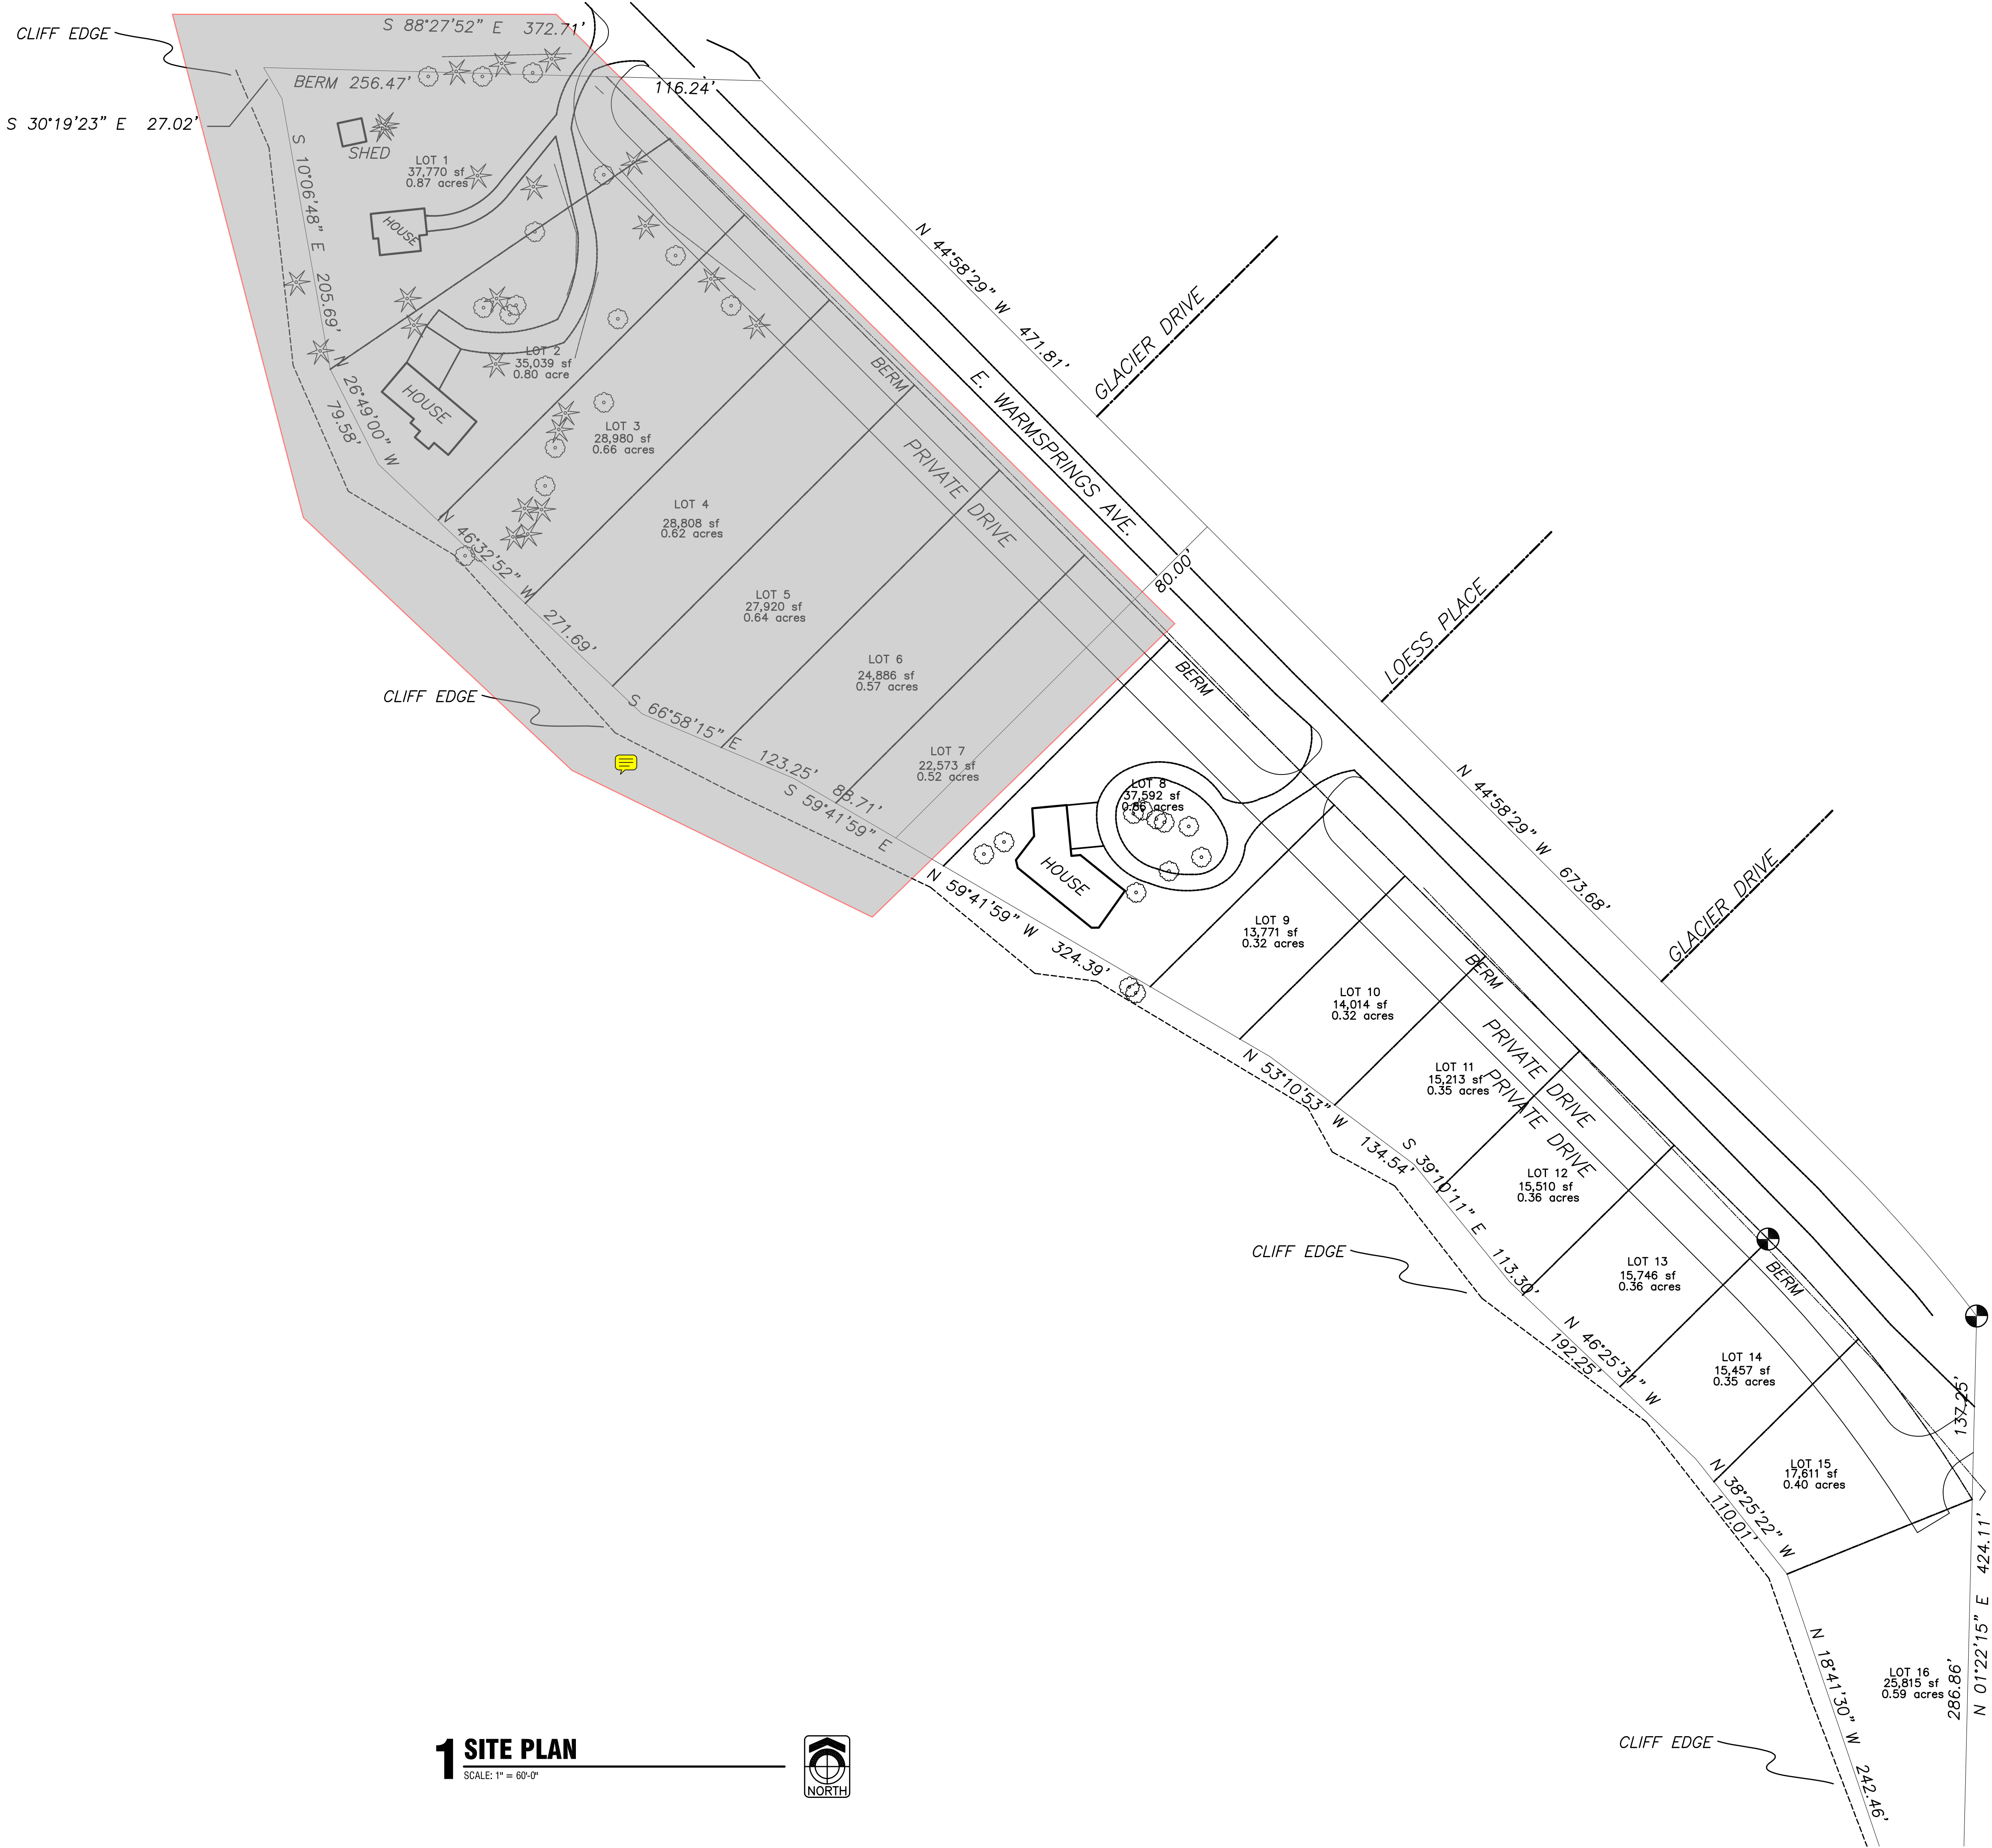 S 88°27'52" E 372.71'
CLIFF EDGE
BERM 256.47'
116.24'
S 30°19'23" E 27.02'
SHED
LOT 1
37,770 sf
0.87 acres
S 10°06'48" E 205.69'
HOUSE
N 44°58'29" W 471.81'
GLACIER DRIVE
E. WARMSPRINGS AVE.
BERM
PRIVATE DRIVE
LOT 2
35,039 sf
0.80 acre
HOUSE
N 26°49'00" W
79.58'
LOT 3
28,980 sf
0.66 acres
LOT 4
28,808 sf
0.62 acres
N 46°32'52" W 271.69'
80.00'
LOESS PLACE
LOT 5
27,920 sf
0.64 acres
LOT 6
24,886 sf
0.57 acres
BERM
CLIFF EDGE
S 66°58'15" E 123.25'
LOT 7
22,573 sf
0.52 acres
88.71'
S 59°41'59" E
LOT 8
37,592 sf
0.86 acres
HOUSE
N 44°58'29" W 673.68'
GLACIER DRIVE
N 59°41'59" W 324.39'
LOT 9
13,771 sf
0.32 acres
BERM
LOT 10
14,014 sf
0.32 acres
PRIVATE DRIVE
PRIVATE DRIVE
LOT 11
15,213 sf
0.35 acres
N 53°10'53" W 134.54'
S 39°10'11" E 113.30'
LOT 12
15,510 sf
0.36 acres
CLIFF EDGE
LOT 13
15,746 sf
0.36 acres
BERM
N 46°25'31" W
192.25'
LOT 14
15,457 sf
0.35 acres
137.25'
LOT 15
17,611 sf
0.40 acres
N 38°25'22" W
110.01'
N 01°22'15" E 424.11'
286.86'
LOT 16
25,815 sf
0.59 acres
N 18°41'30" W 242.46'
CLIFF EDGE
1 SITE PLAN
SCALE: 1" = 60'-0"
NORTH